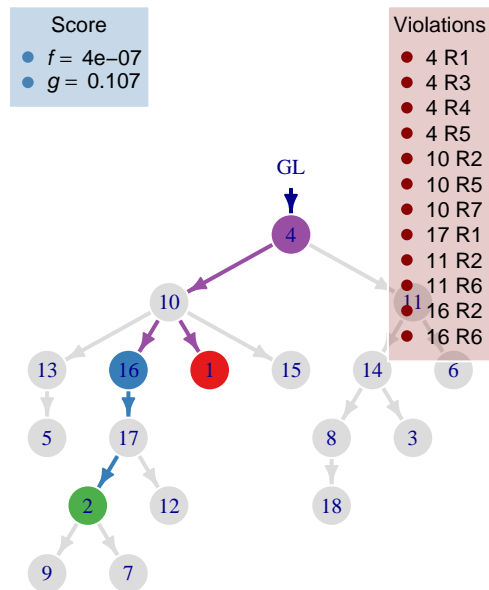 Score
f = 4e−07
g = 0.107
Violations
4 R1
4 R3
4 R4
4 R5
10 R2
10 R5
10 R7
17 R1
11 R2
11 R6
16 R2
16 R6
GL
4
10
11
13
16
1
15
14
6
5
17
8
3
2
12
18
9
7